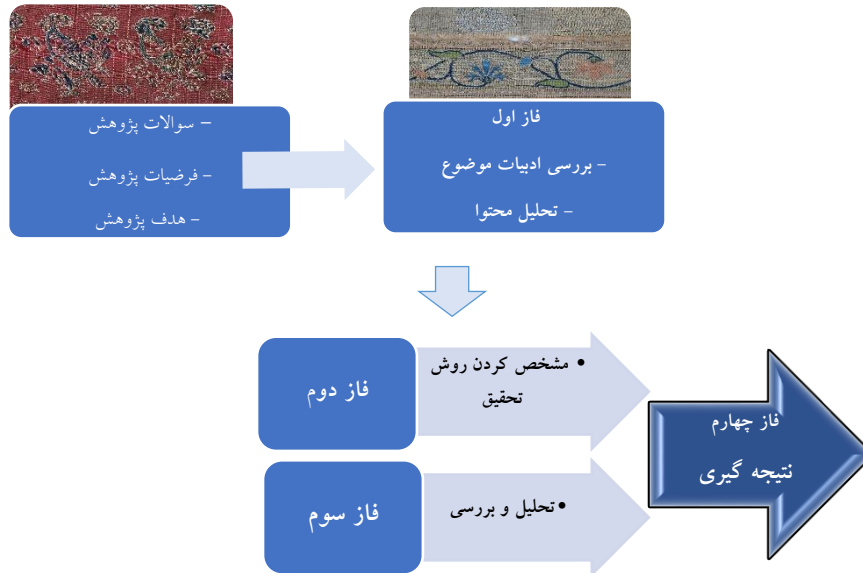 – سوالات پژوهش
– فرضیات پژوهش
– هدف پژوهش
فاز اول
– بررسی ادبیات موضوع
– تحلیل محتوا
فاز دوم
• مشخص کردن روش
تحقیق
فاز سوم
• تحلیل و بررسی
فاز چهارم
نتیجه گیری